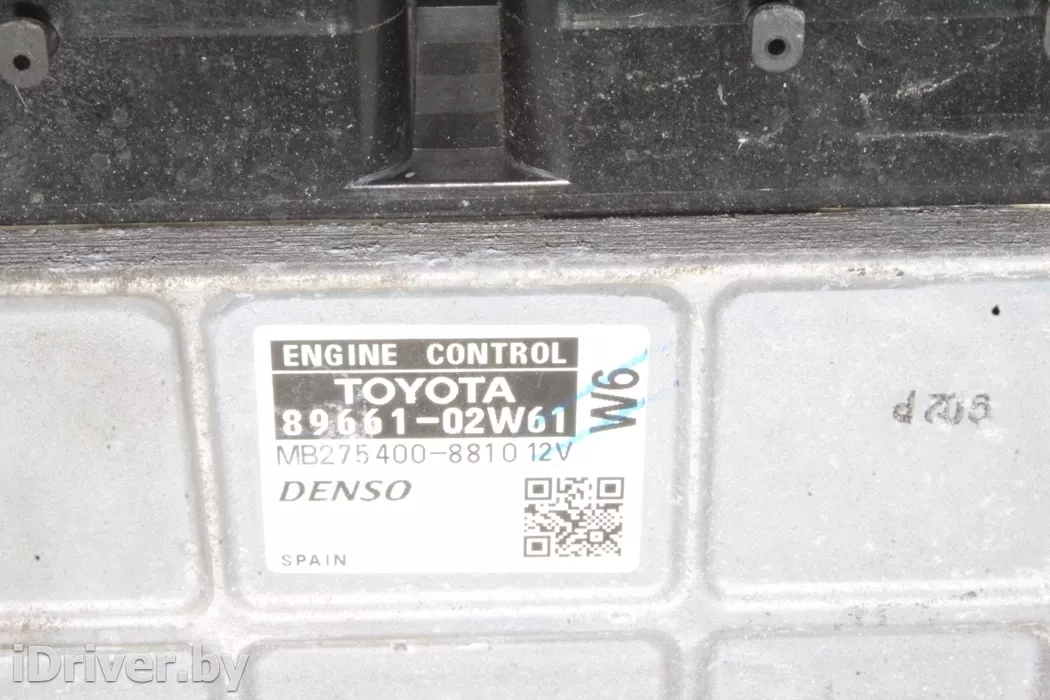 ENGINE CONTROL
TOYOTA
89661-02W61
W6
MB275400-8810 12V
DENSO
SPAIN
iDriver.by